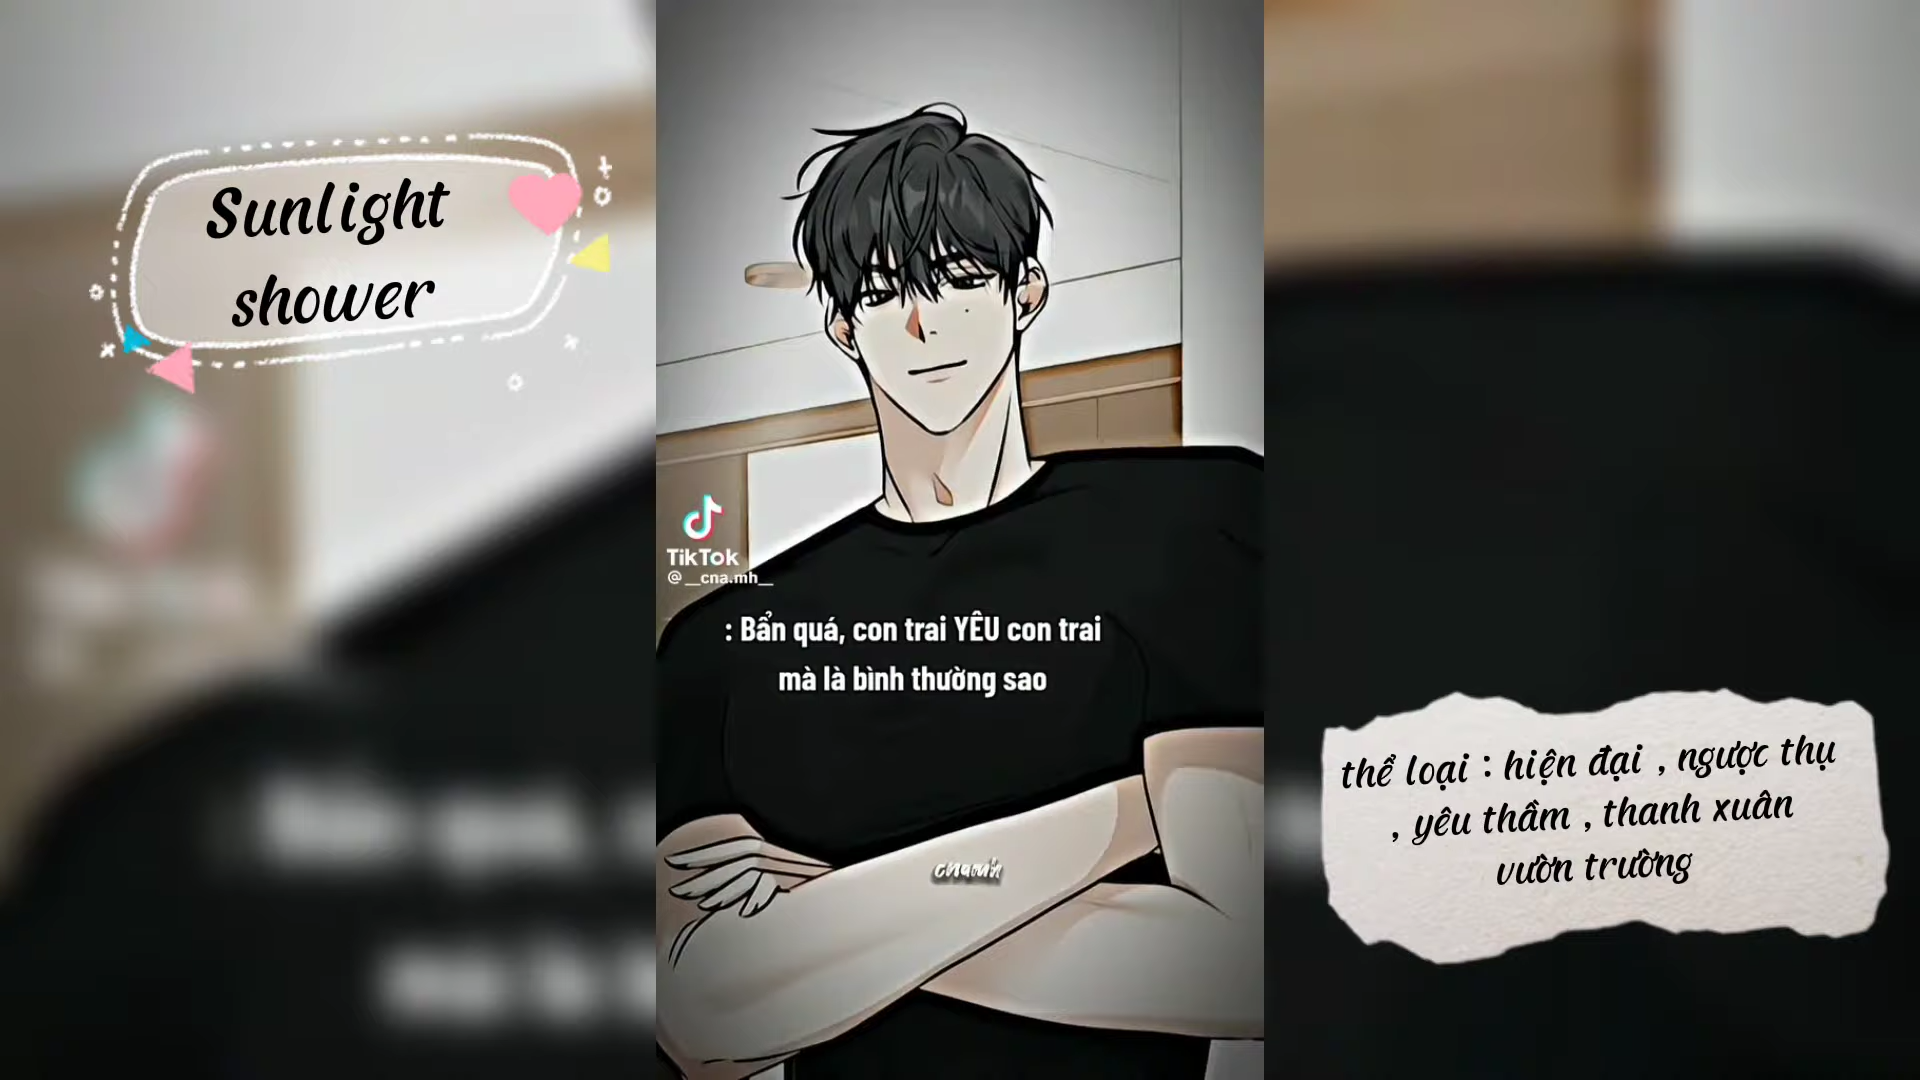 Sunlight
shower
TikTok
@__cna.mh__
: Bẩn quá, con trai YÊU con trai
mà là bình thường sao
cnamh
thể loại : hiện đại , ngược thụ
, yêu thầm , thanh xuân
vườn trường